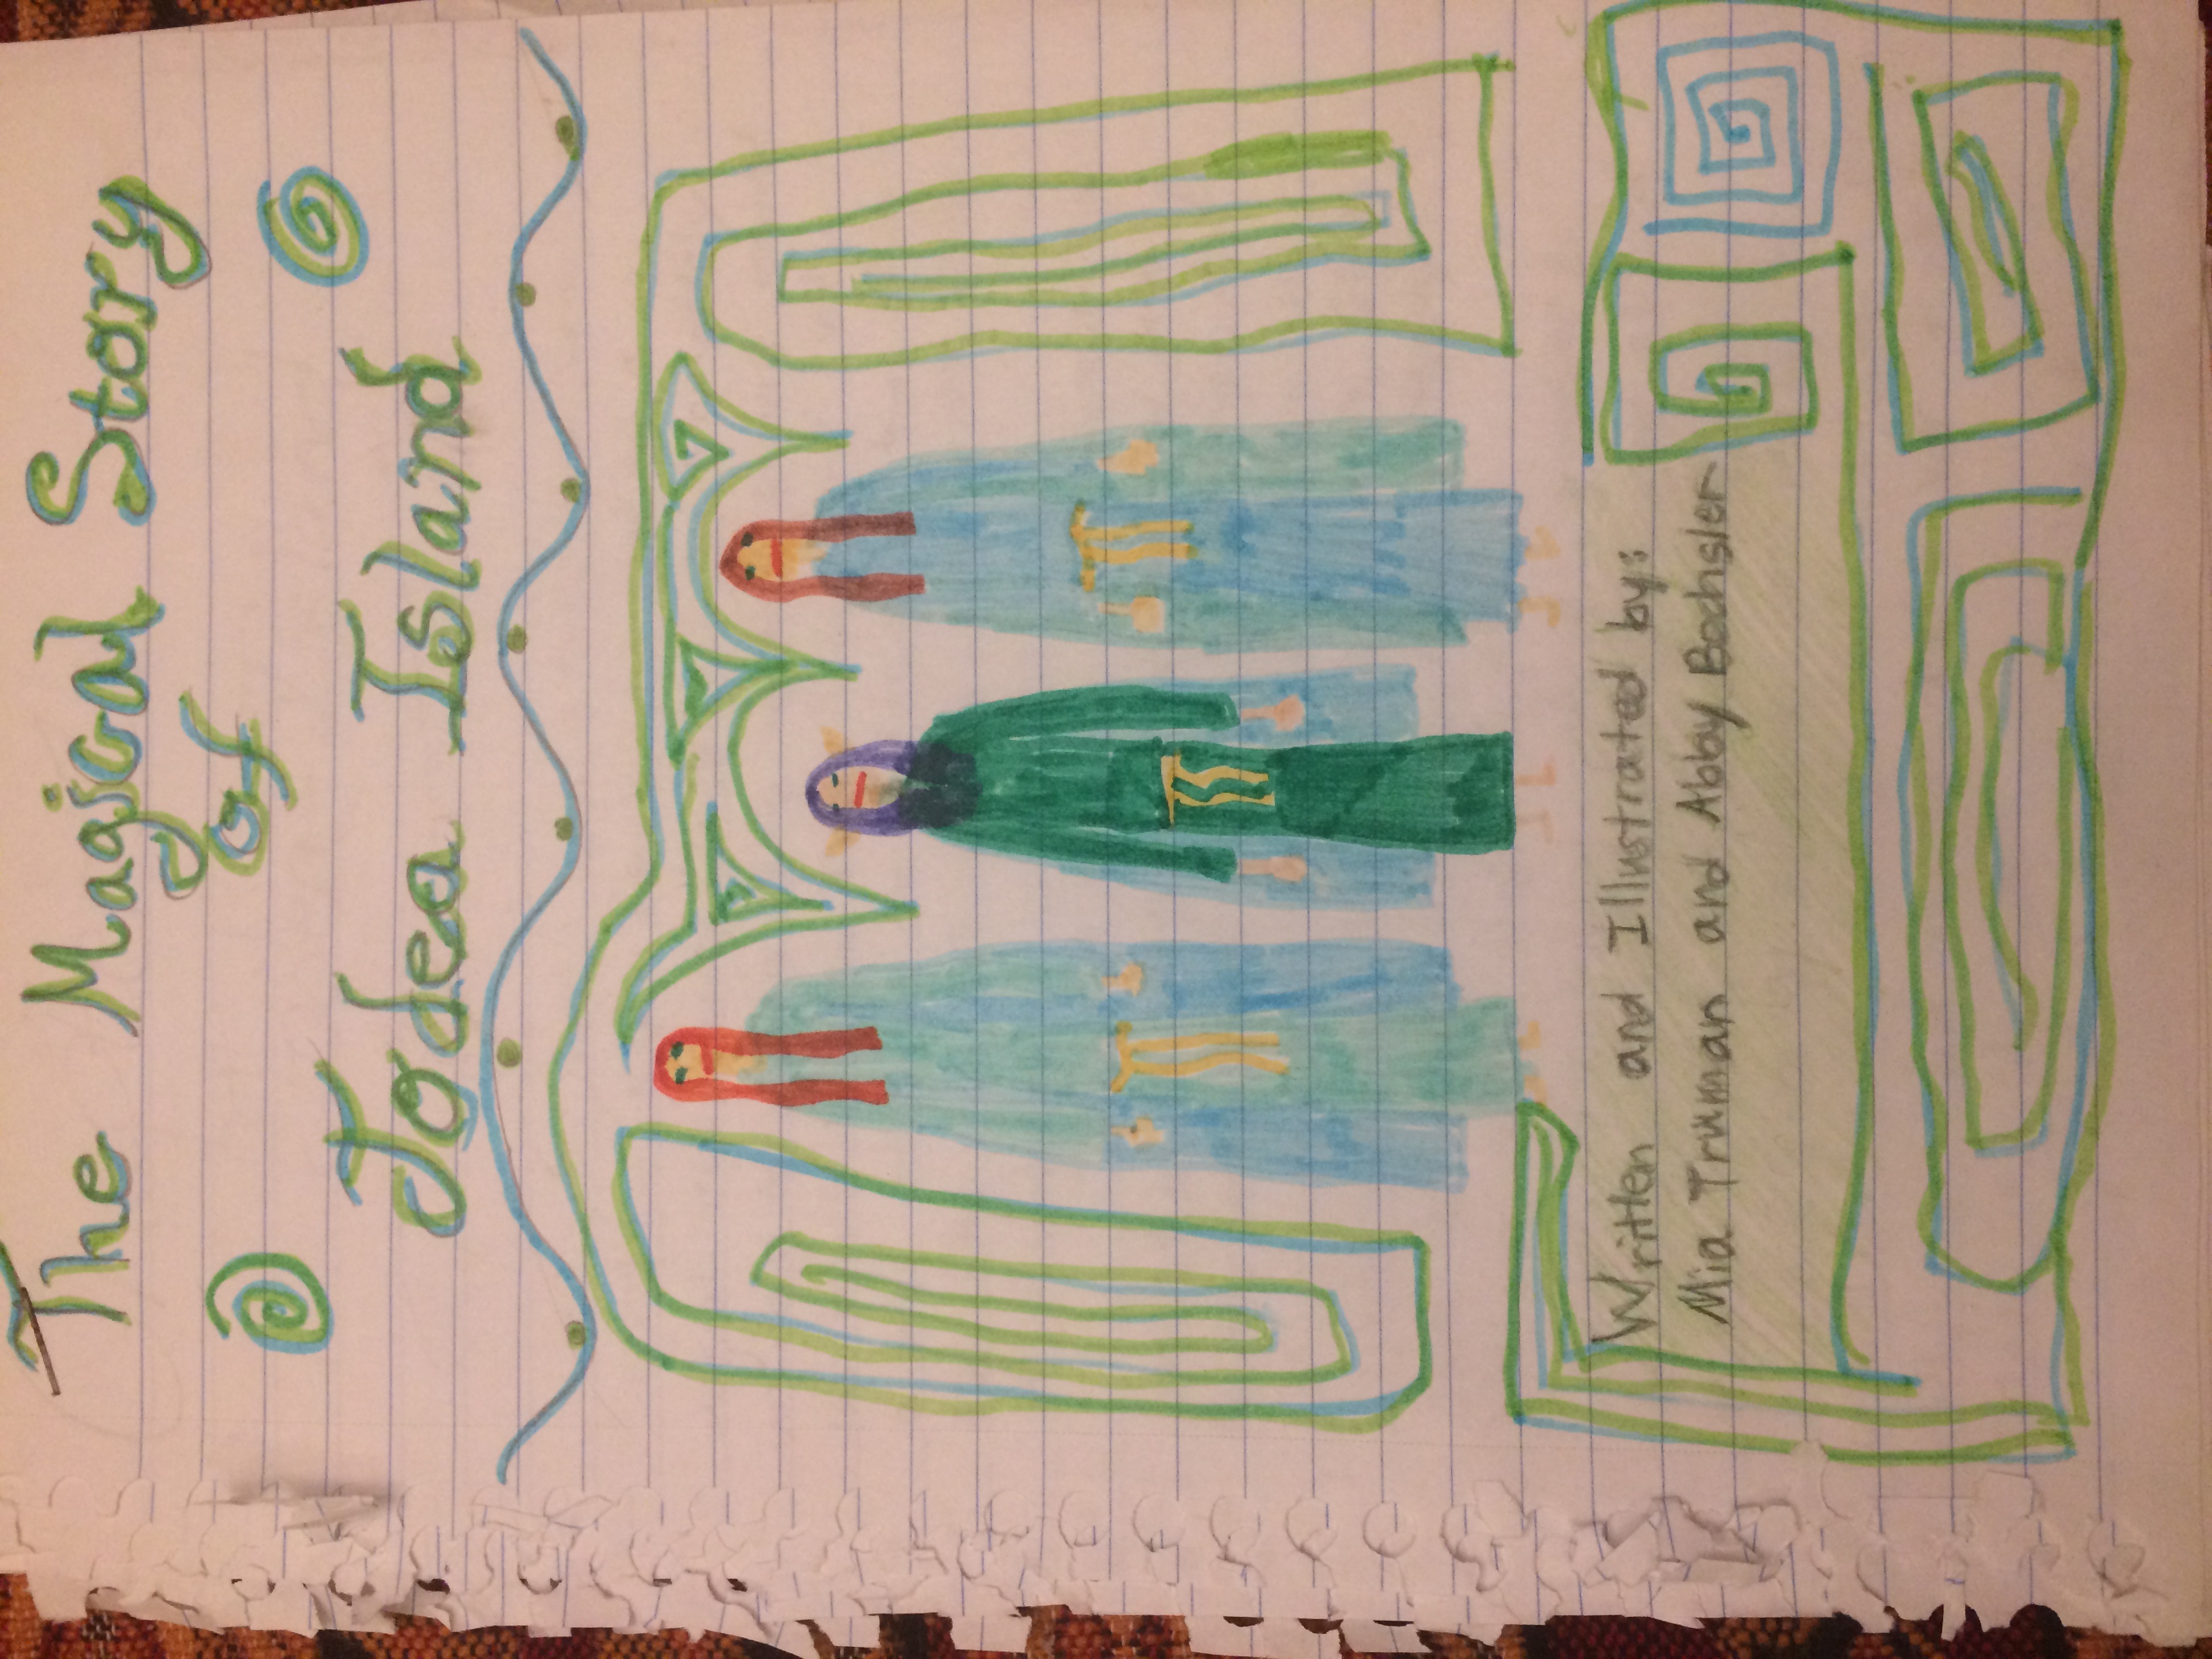 The Magical Story
of
Jodea Island
Written and Illustrated by:
Mia Truman and Abby Bochsler